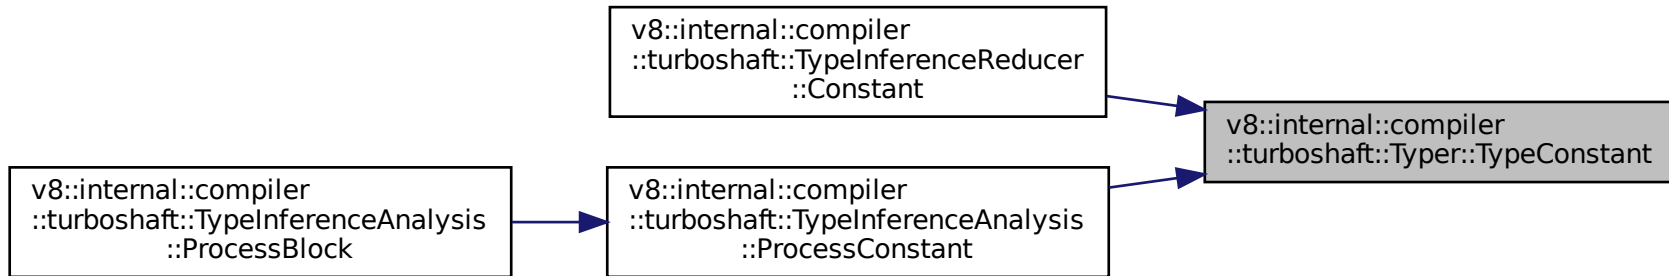 v8::internal::compiler
::turboshaft::TypeInferenceReducer
::Constant
v8::internal::compiler
::turboshaft::Typer::TypeConstant
v8::internal::compiler
::turboshaft::TypeInferenceAnalysis
::ProcessBlock
v8::internal::compiler
::turboshaft::TypeInferenceAnalysis
::ProcessConstant